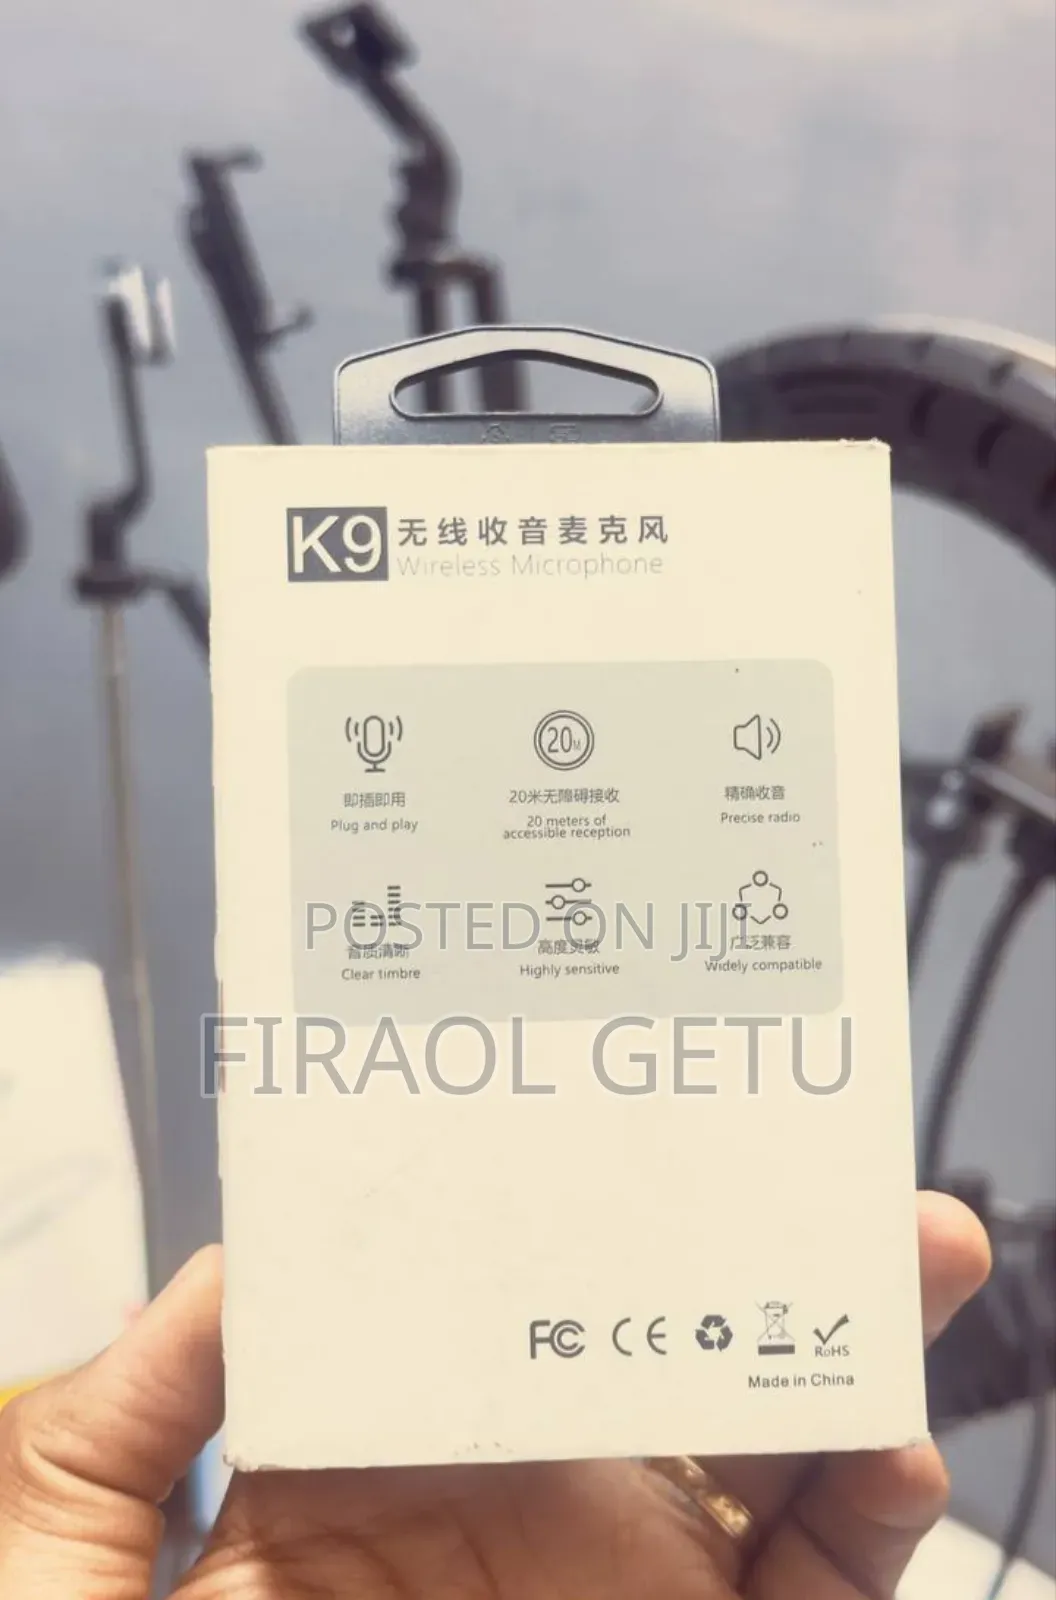 K9 无线收音麦克风
Wireless Microphone
20M
即插即用
Plug and play
20米无障碍接收
20 meters of
accessible reception
精确收音
Precise radio
音质清晰
Clear timbre
高度灵敏
Highly sensitive
广泛兼容
Widely compatible
POSTED ON JIJI
FIRAOL GETU
FC CE
RoHS
Made in China